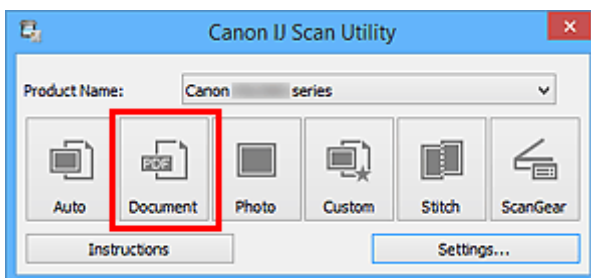 Canon IJ Scan Utility
Product Name: Canon series
PDF
Auto Document Photo Custom Stitch ScanGear
Instructions Settings...